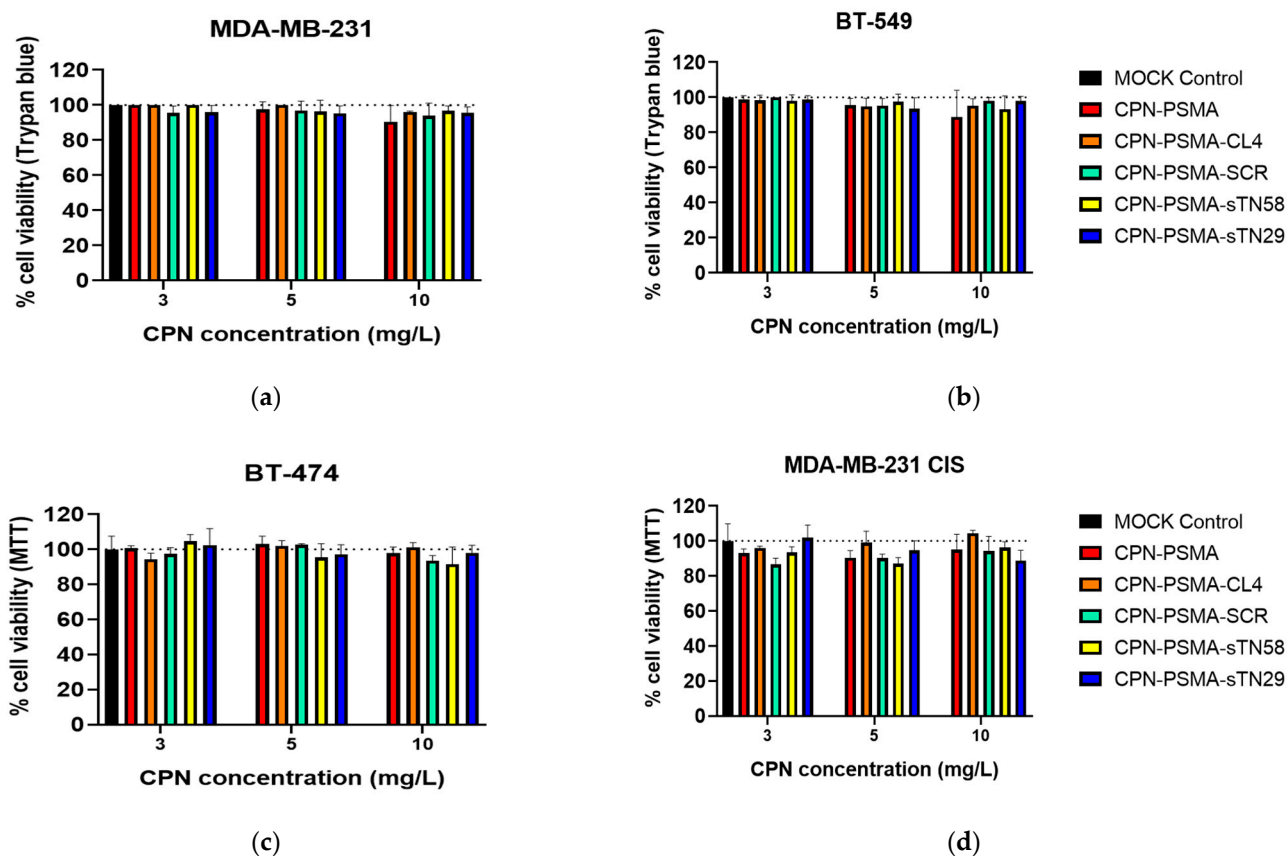 MDA-MB-231
% cell viability (Trypan blue)
120
100
80
60
40
20
0
3 5 10
CPN concentration (mg/L)
(a)
BT-549
% cell viability (Trypan blue)
120
100
80
60
40
20
0
3 5 10
CPN concentration (mg/L)
(b)
MOCK Control
CPN-PSMA
CPN-PSMA-CL4
CPN-PSMA-SCR
CPN-PSMA-sTN58
CPN-PSMA-sTN29
BT-474
% cell viability (MTT)
120
100
80
60
40
20
0
3 5 10
CPN concentration (mg/L)
(c)
MDA-MB-231 CIS
% cell viability (MTT)
120
100
80
60
40
20
0
3 5 10
CPN concentration (mg/L)
(d)
MOCK Control
CPN-PSMA
CPN-PSMA-CL4
CPN-PSMA-SCR
CPN-PSMA-sTN58
CPN-PSMA-sTN29